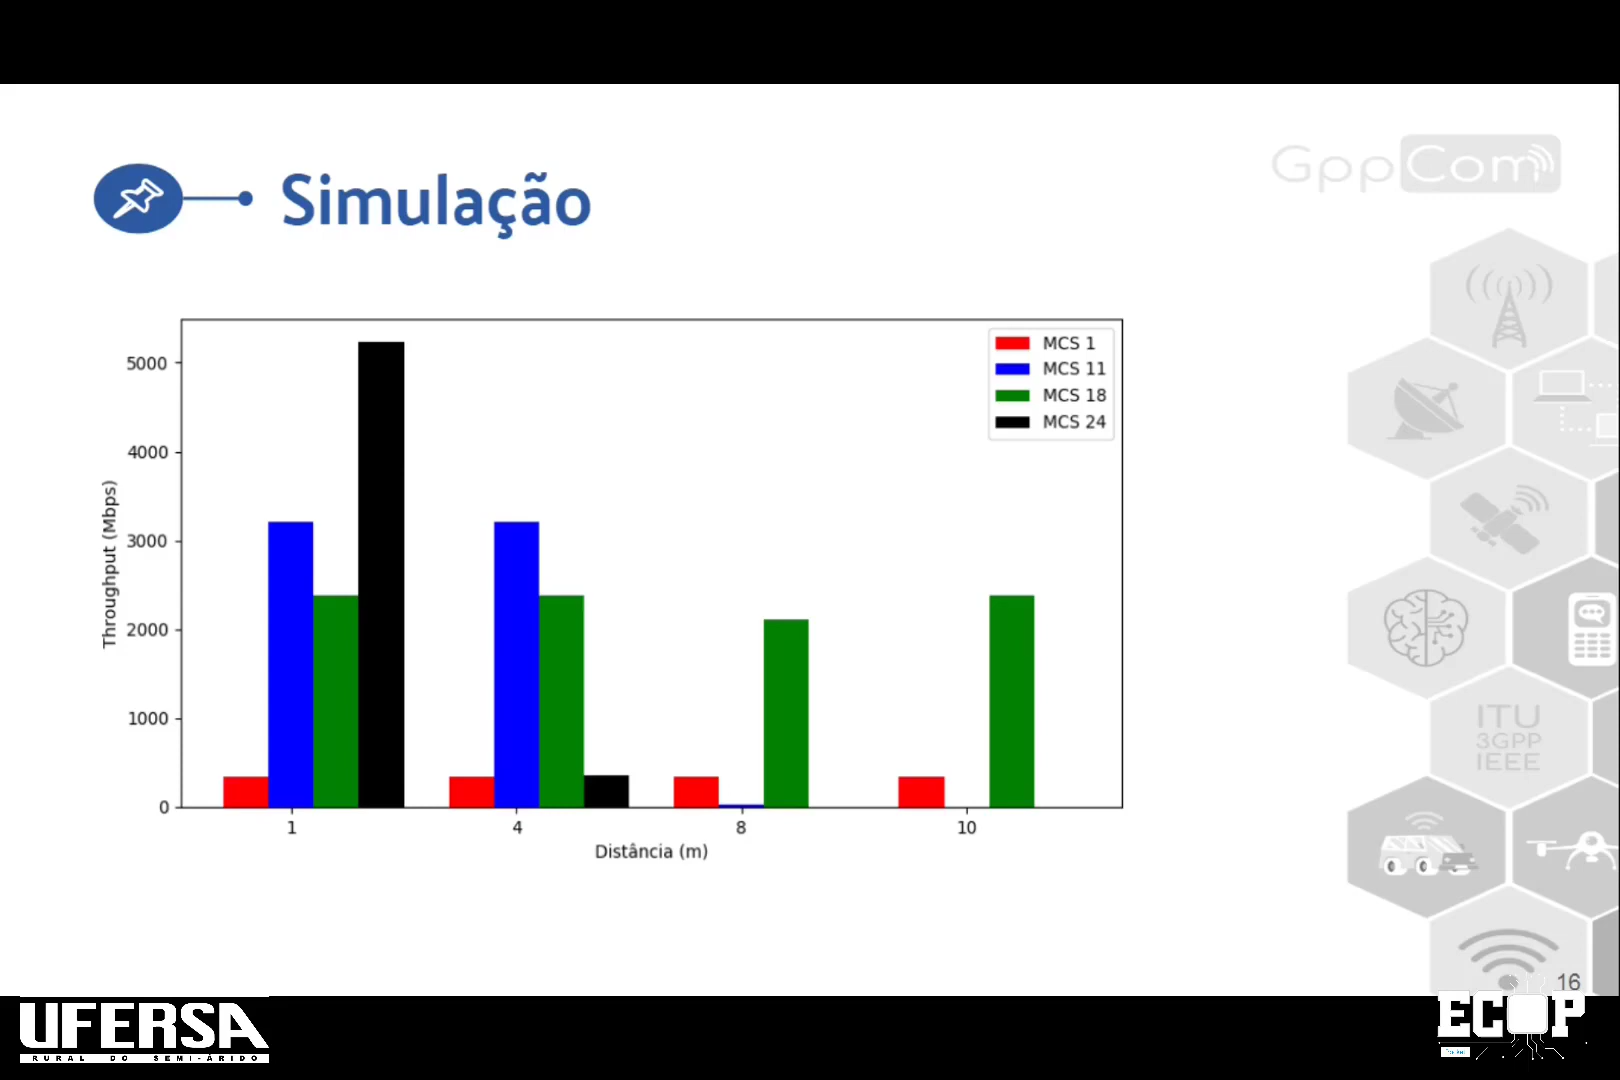 GppCom
Simulação
5000
4000
3000
2000
1000
0
Throughput (Mbps)
1
4
8
10
Distância (m)
MCS 1
MCS 11
MCS 18
MCS 24
ITU
3GPP
IEEE
16
UFERSA
RURAL DO SEMI-ÁRIDO
ECOP